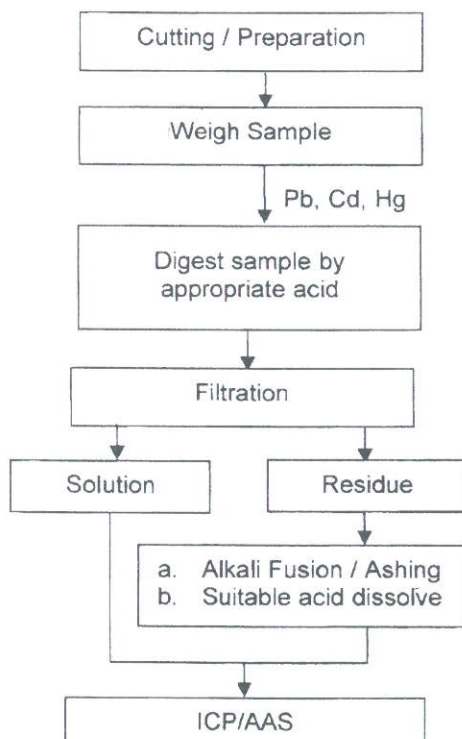 Cutting / Preparation
Weigh Sample
Pb, Cd, Hg
Digest sample by
appropriate acid
Filtration
Solution
Residue
a. Alkali Fusion / Ashing
b. Suitable acid dissolve
ICP/AAS